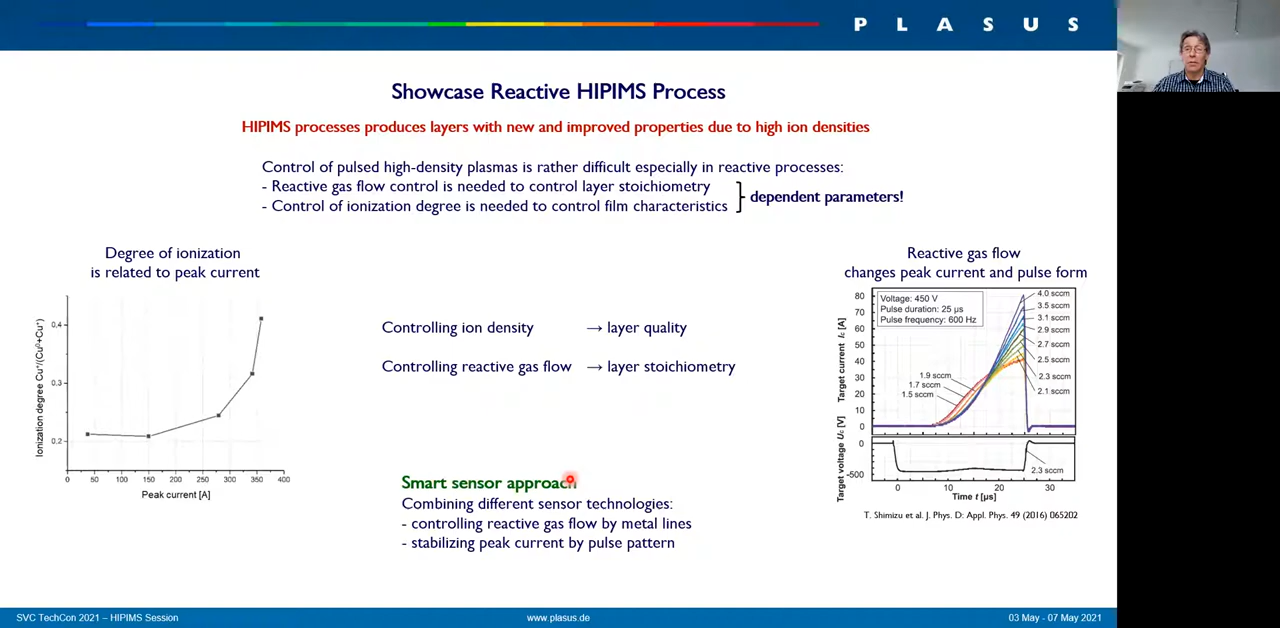 PLASUS
Showcase Reactive HIPIMS Process
HIPIMS processes produces layers with new and improved properties due to high ion densities
Control of pulsed high-density plasmas is rather difficult especially in reactive processes:
- Reactive gas flow control is needed to control layer stoichiometry
- Control of ionization degree is needed to control film characteristics
dependent parameters!
Degree of ionization
is related to peak current
Ionization degree Cu⁺/(Cu⁰+Cu⁺)
0,4
0,3
0,2
0 50 100 150 200 250 300 350 400
Peak current [A]
Controlling ion density → layer quality
Controlling reactive gas flow → layer stoichiometry
Smart sensor approach
Combining different sensor technologies:
- controlling reactive gas flow by metal lines
- stabilizing peak current by pulse pattern
Reactive gas flow
changes peak current and pulse form
Voltage: 450 V
Pulse duration: 25 µs
Pulse frequency: 600 Hz
Target current I_c [A]
80
70
60
50
40
30
20
10
0
4.0 sccm
3.5 sccm
3.1 sccm
2.9 sccm
2.7 sccm
2.5 sccm
2.3 sccm
2.1 sccm
1.9 sccm
1.7 sccm
1.5 sccm
Target voltage U_c [V]
0
-500
2.3 sccm
0 10 20 30
Time t [µs]
T. Shimizu et al. J. Phys. D: Appl. Phys. 49 (2016) 065202
SVC TechCon 2021 – HIPIMS Session
www.plasus.de
03 May - 07 May 2021